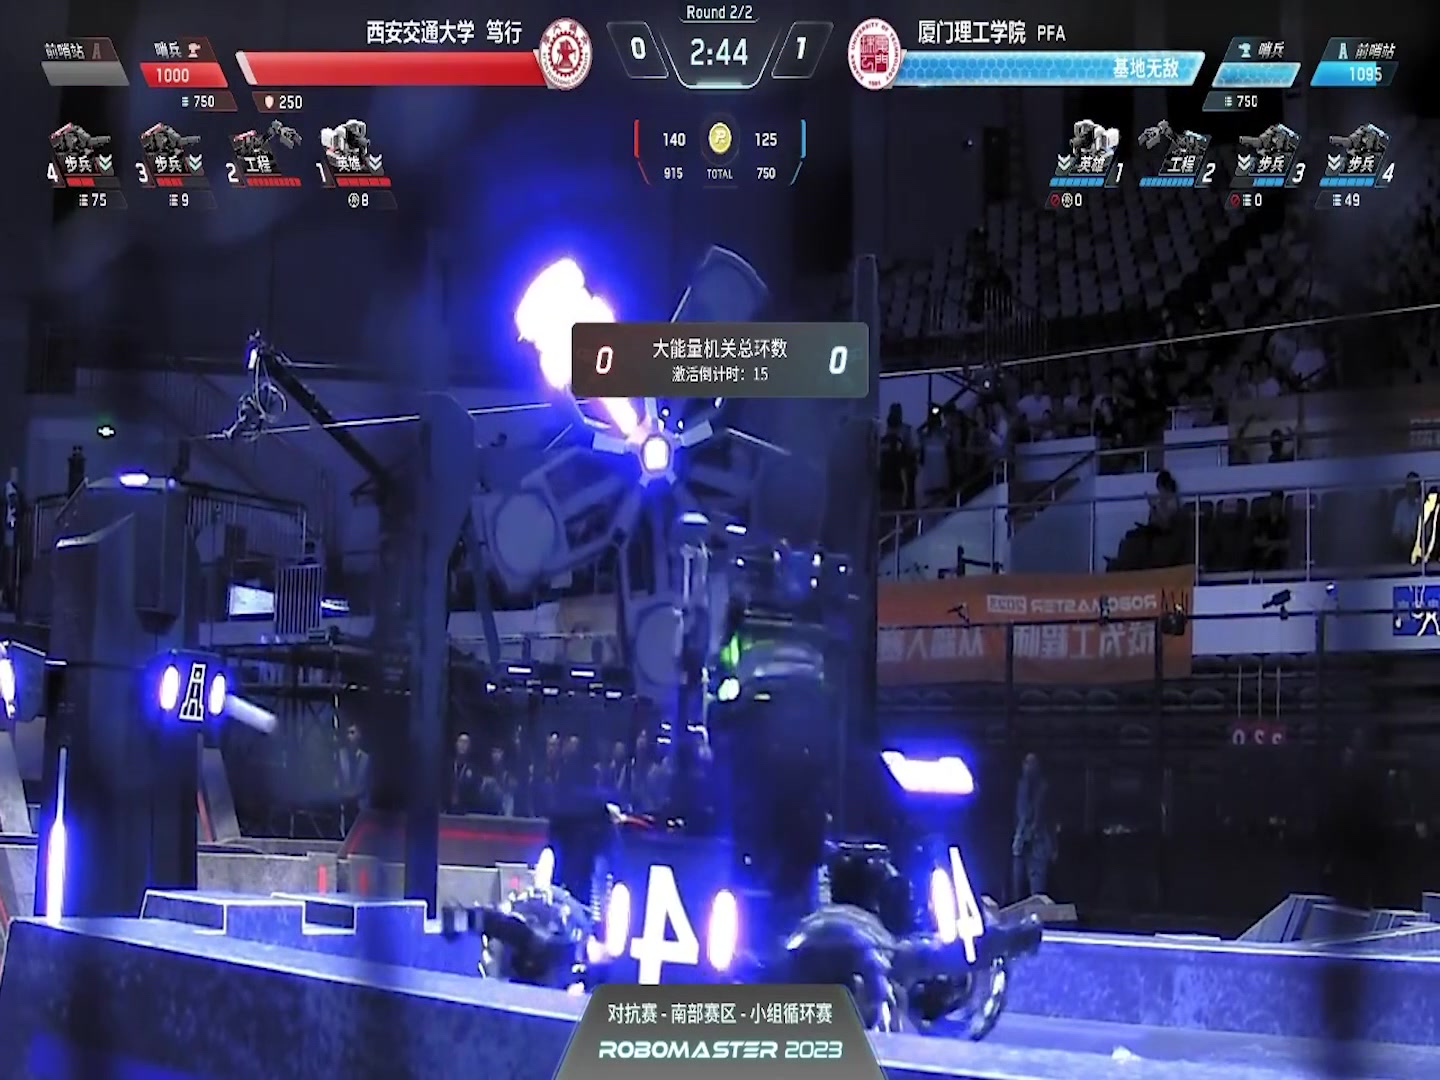 Round 2/2
西安交通大学 笃行
0
2:44
1
厦门理工学院 PFA
前哨站
哨兵
1000
750
250
基地无敌
哨兵
750
前哨站
1095
140
125
915
TOTAL
750
4 步兵
75
3 步兵
9
2 工程
1 英雄
8
英雄 1
0
工程 2
步兵 3
0
步兵 4
49
0
大能量机关总环数
激活倒计时：15
0
ROBOMASTER 2023
4
4
对抗赛 - 南部赛区 - 小组循环赛
ROBOMASTER 2023